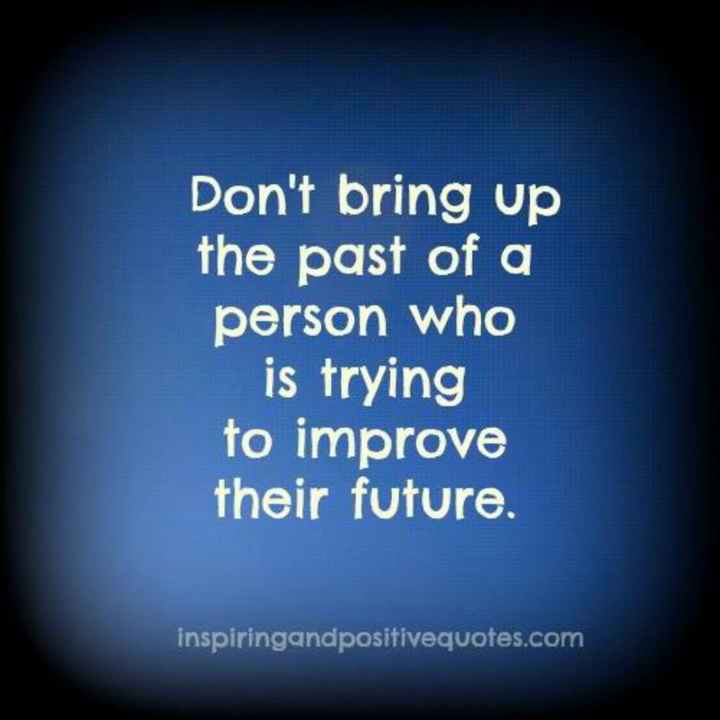 Don't bring up
the past of a
person who
is trying
to improve
their future.
inspiringandpositivequotes.com